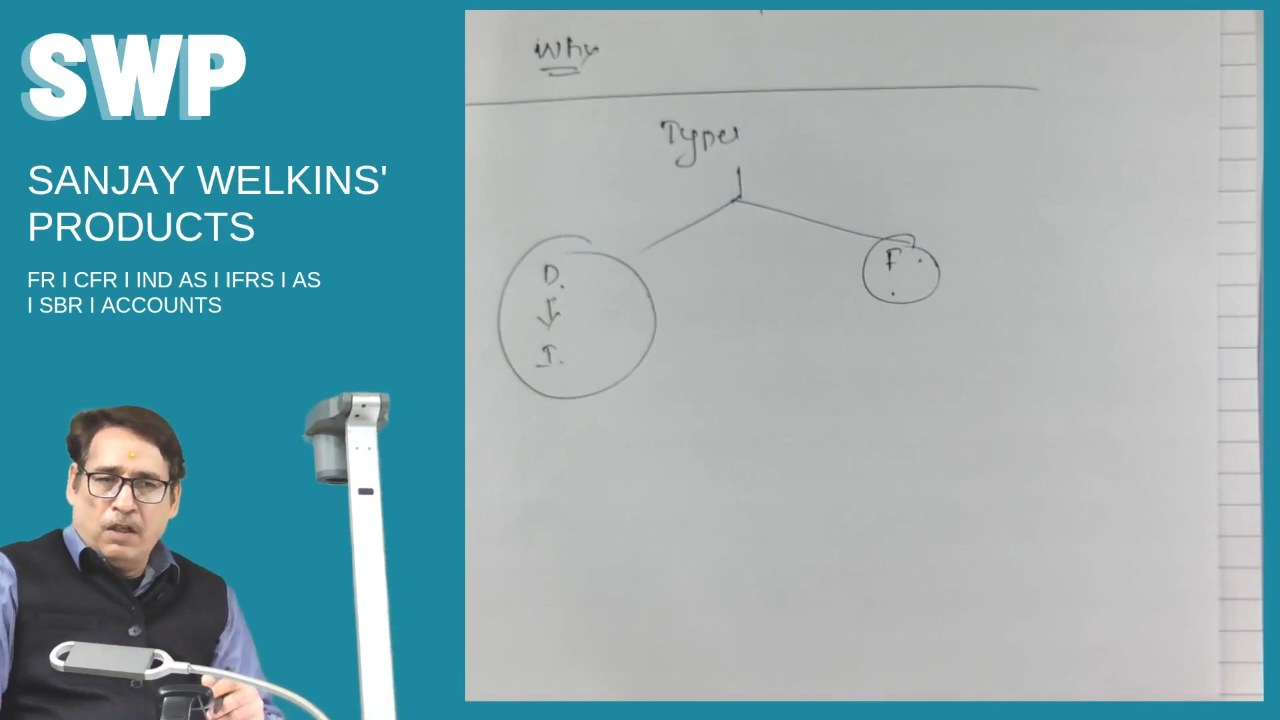 SWP
SANJAY WELKINS'
PRODUCTS
FR I CFR I IND AS I IFRS I AS
I SBR I ACCOUNTS
Why
Types
D.
I.
F